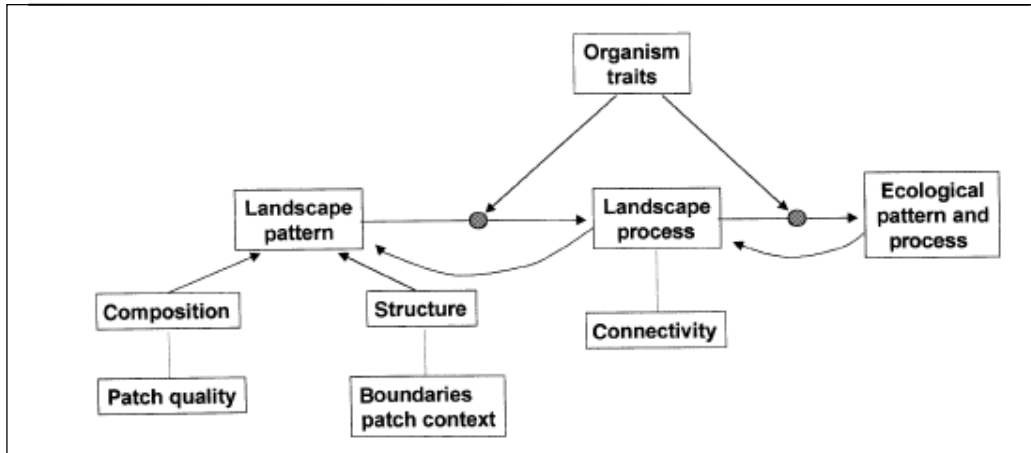 Organism
traits
Landscape
pattern
Landscape
process
Ecological
pattern and
process
Composition
Structure
Connectivity
Patch quality
Boundaries
patch context